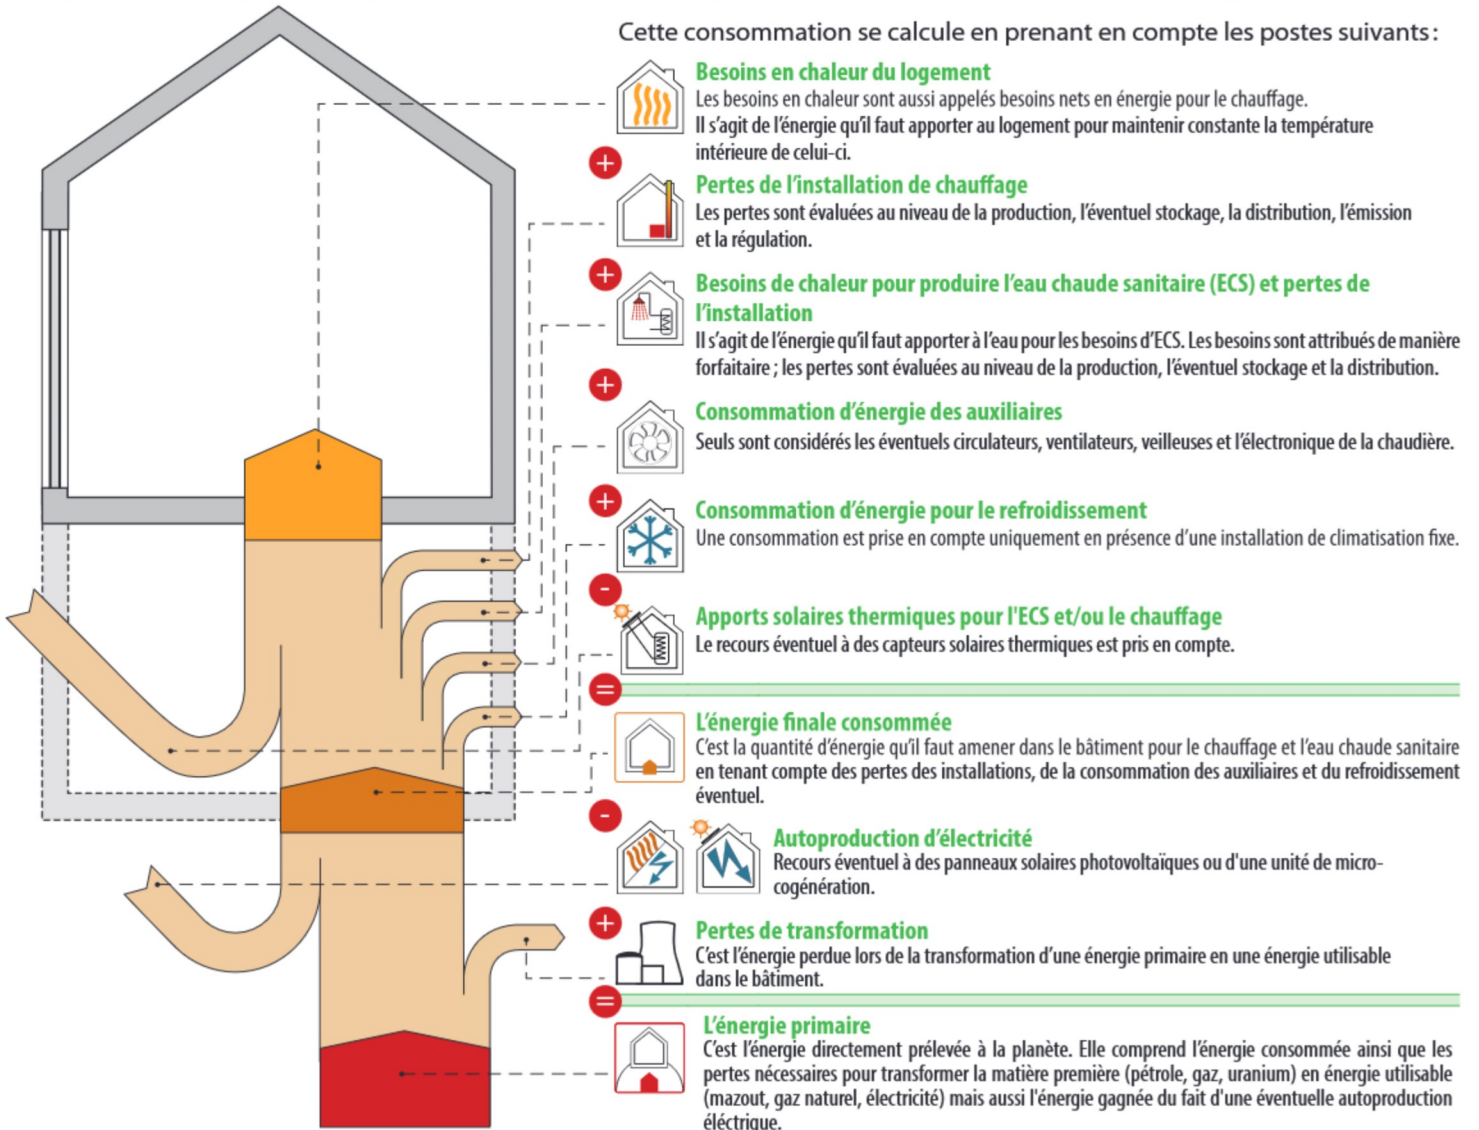 Cette consommation se calcule en prenant en compte les postes suivants :
Besoins en chaleur du logement
Les besoins en chaleur sont aussi appelés besoins nets en énergie pour le chauffage.
Il s'agit de l'énergie qu'il faut apporter au logement pour maintenir constante la température
intérieure de celui-ci.
+
Pertes de l'installation de chauffage
Les pertes sont évaluées au niveau de la production, l'éventuel stockage, la distribution, l'émission
et la régulation.
+
Besoins de chaleur pour produire l'eau chaude sanitaire (ECS) et pertes de
l'installation
Il s'agit de l'énergie qu'il faut apporter à l'eau pour les besoins d'ECS. Les besoins sont attribués de manière
forfaitaire ; les pertes sont évaluées au niveau de la production, l'éventuel stockage et la distribution.
+
Consommation d'énergie des auxiliaires
Seuls sont considérés les éventuels circulateurs, ventilateurs, veilleuses et l'électronique de la chaudière.
+
Consommation d'énergie pour le refroidissement
Une consommation est prise en compte uniquement en présence d'une installation de climatisation fixe.
-
Apports solaires thermiques pour l'ECS et/ou le chauffage
Le recours éventuel à des capteurs solaires thermiques est pris en compte.
=
L'énergie finale consommée
C'est la quantité d'énergie qu'il faut amener dans le bâtiment pour le chauffage et l'eau chaude sanitaire
en tenant compte des pertes des installations, de la consommation des auxiliaires et du refroidissement
éventuel.
-
Autoproduction d'électricité
Recours éventuel à des panneaux solaires photovoltaïques ou d'une unité de micro-
cogénération.
+
Pertes de transformation
C'est l'énergie perdue lors de la transformation d'une énergie primaire en une énergie utilisable
dans le bâtiment.
=
L'énergie primaire
C'est l'énergie directement prélevée à la planète. Elle comprend l'énergie consommée ainsi que les
pertes nécessaires pour transformer la matière première (pétrole, gaz, uranium) en énergie utilisable
(mazout, gaz naturel, électricité) mais aussi l'énergie gagnée du fait d'une éventuelle autoproduction
éléctrique.